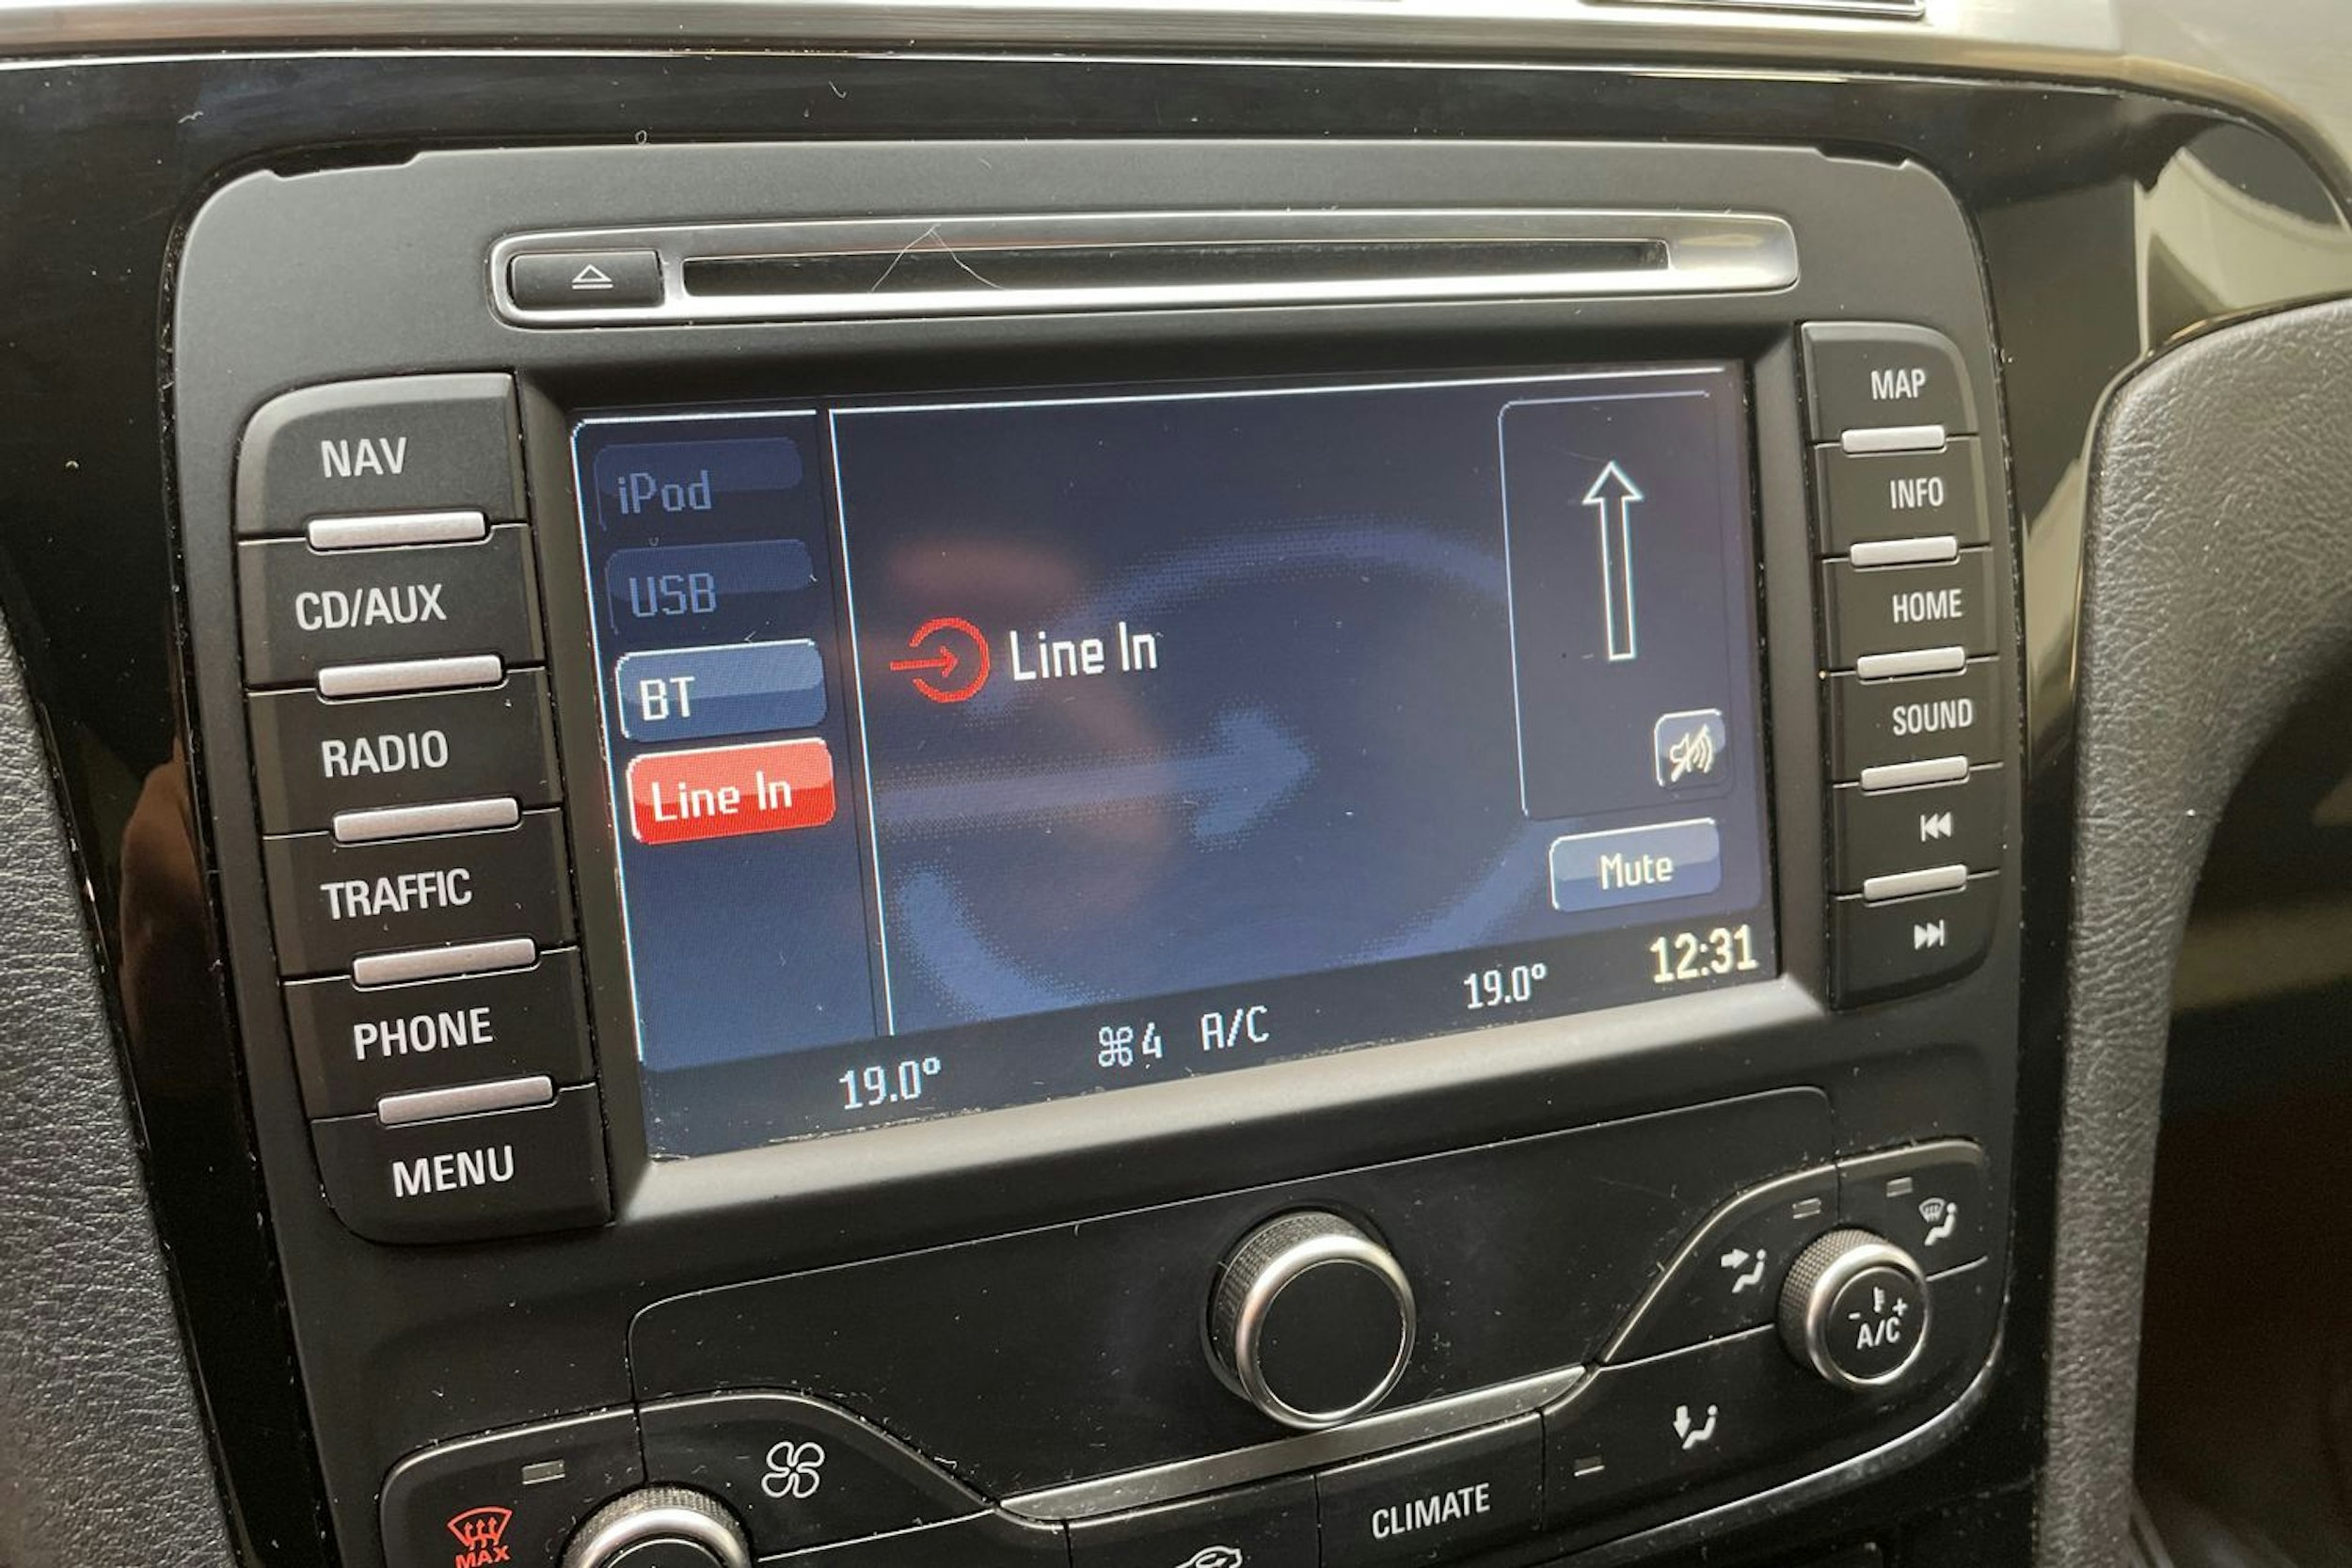 NAV
CD/AUX
RADIO
TRAFFIC
PHONE
MENU
iPod
USB
BT
Line In
Line In
Mute
19.0°
4 A/C
19.0°
12:31
MAP
INFO
HOME
SOUND
MAX
CLIMATE
- +
A/C